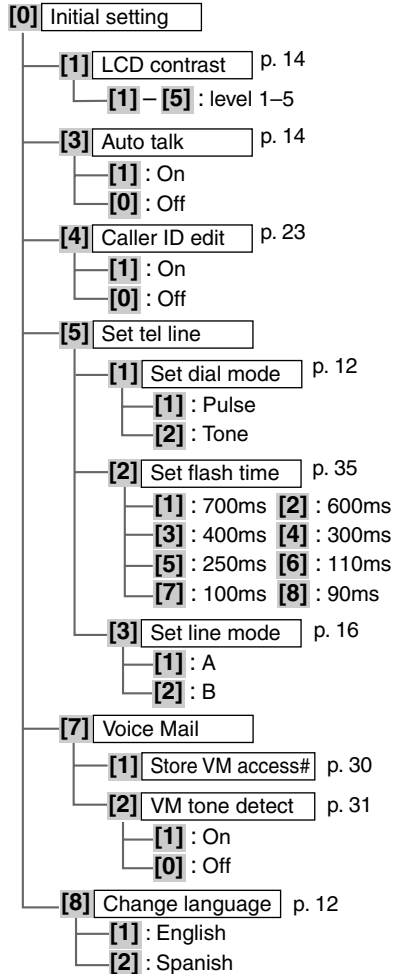 [0] Initial setting
[1] LCD contrast p. 14
[1] – [5] : level 1–5
[3] Auto talk p. 14
[1] : On
[0] : Off
[4] Caller ID edit p. 23
[1] : On
[0] : Off
[5] Set tel line
[1] Set dial mode p. 12
[1] : Pulse
[2] : Tone
[2] Set flash time p. 35
[1] : 700ms [2] : 600ms
[3] : 400ms [4] : 300ms
[5] : 250ms [6] : 110ms
[7] : 100ms [8] : 90ms
[3] Set line mode p. 16
[1] : A
[2] : B
[7] Voice Mail
[1] Store VM access# p. 30
[2] VM tone detect p. 31
[1] : On
[0] : Off
[8] Change language p. 12
[1] : English
[2] : Spanish